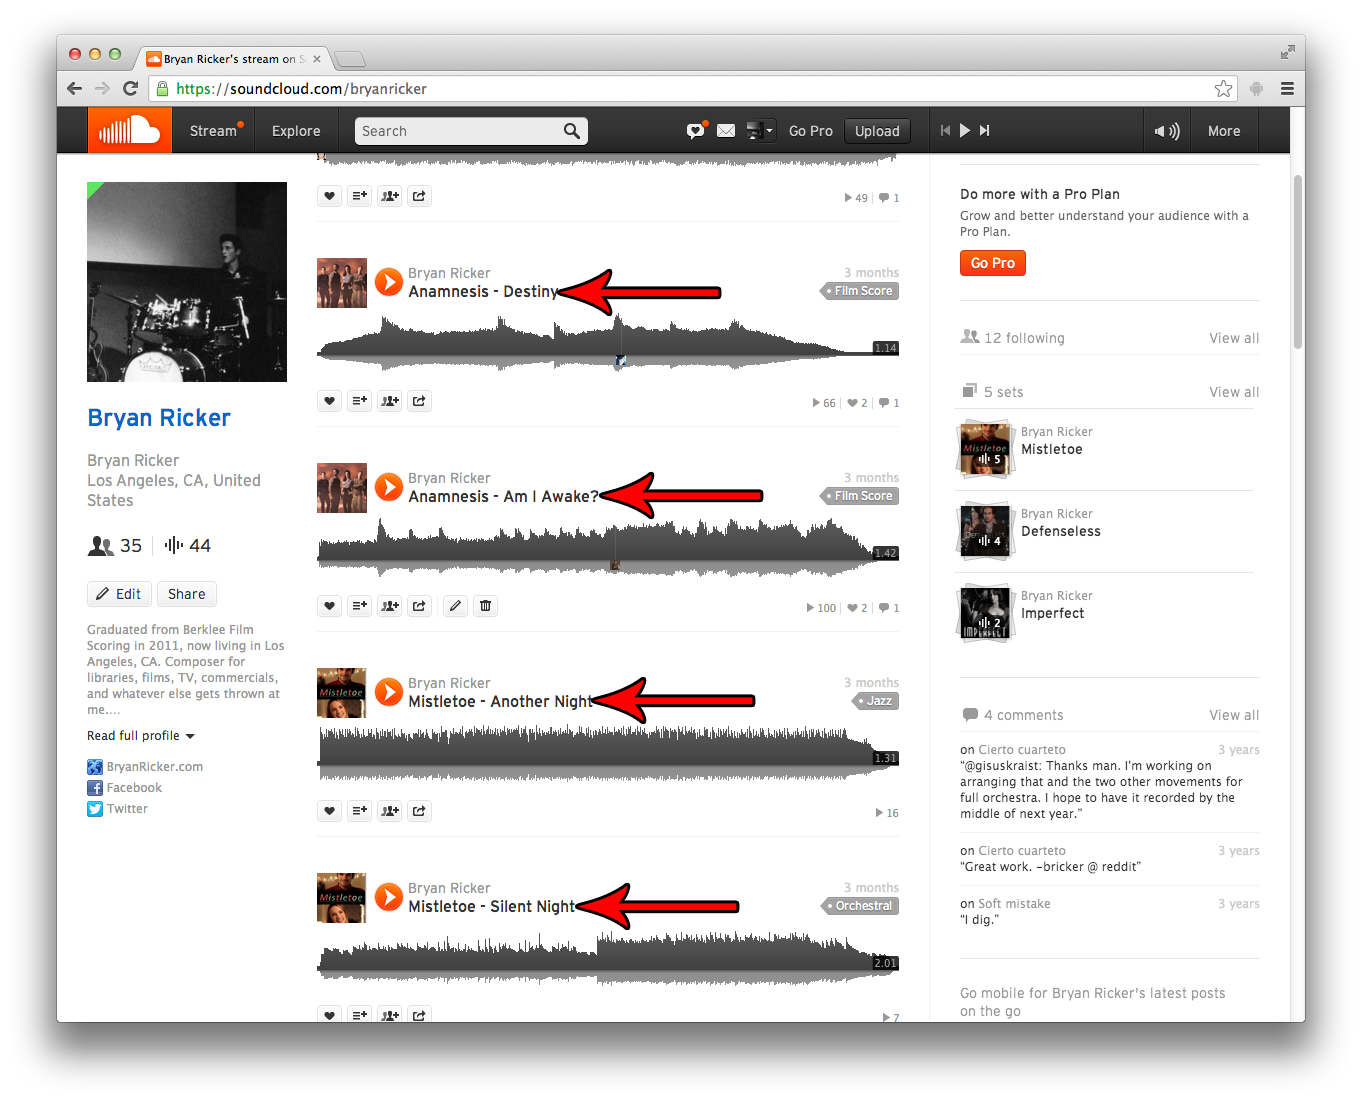 Bryan Ricker's stream on S
https://soundcloud.com/bryanricker
Stream
Explore
Search
Go Pro
Upload
More
Bryan Ricker
Bryan Ricker
Los Angeles, CA, United
States
35
44
Edit
Share
Graduated from Berklee Film
Scoring in 2011, now living in Los
Angeles, CA. Composer for
libraries, films, TV, commercials,
and whatever else gets thrown at
me....
Read full profile
BryanRicker.com
Facebook
Twitter
49
1
Bryan Ricker
3 months
Anamnesis - Destiny
Film Score
1.14
66
2
1
Bryan Ricker
3 months
Anamnesis - Am I Awake?
Film Score
1.42
100
2
1
Bryan Ricker
3 months
Mistletoe - Another Night
Jazz
1.31
16
Bryan Ricker
3 months
Mistletoe - Silent Night
Orchestral
2.01
7
Do more with a Pro Plan
Grow and better understand your audience with a
Pro Plan.
Go Pro
12 following
View all
5 sets
View all
Mistletoe
5
Bryan Ricker
Mistletoe
4
Bryan Ricker
Defenseless
2
IMPERFECT
Bryan Ricker
Imperfect
4 comments
View all
on Cierto cuarteto
3 years
“@gisuskraist: Thanks man. I'm working on
arranging that and the two other movements for
full orchestra. I hope to have it recorded by the
middle of next year.”
on Cierto cuarteto
3 years
“Great work. -bricker @ reddit”
on Soft mistake
3 years
“I dig.”
Go mobile for Bryan Ricker's latest posts
on the go